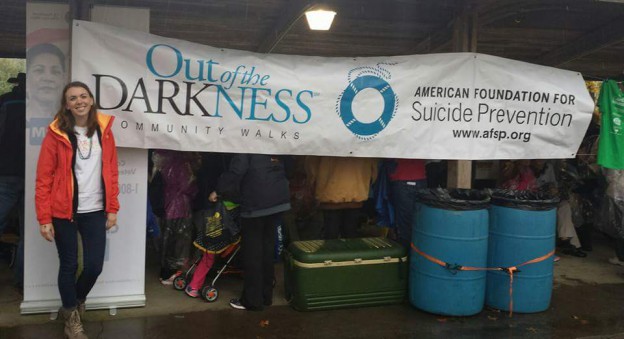 Out of the
DARKNESS
COMMUNITY WALKS
AMERICAN FOUNDATION FOR
Suicide Prevention
www.afsp.org